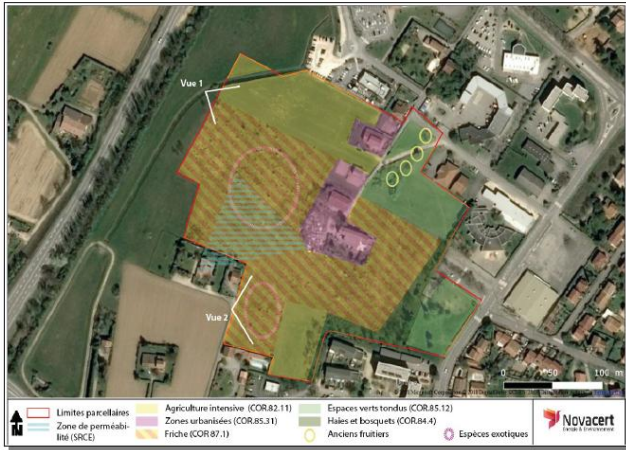 Vue 1
Vue 2
0 50 100 m
N
Limites parcellaires
Zone de perméabi-
lité (SRCE)
Agriculture intensive (COR.82.11)
Zones urbanisées (COR.85.31)
Friche (COR 87.1)
Espaces verts tondus (COR.85.12)
Haies et bosquets (COR.84.4)
Anciens fruitiers
Espèces exotiques
Novacert
Energie & Environnement